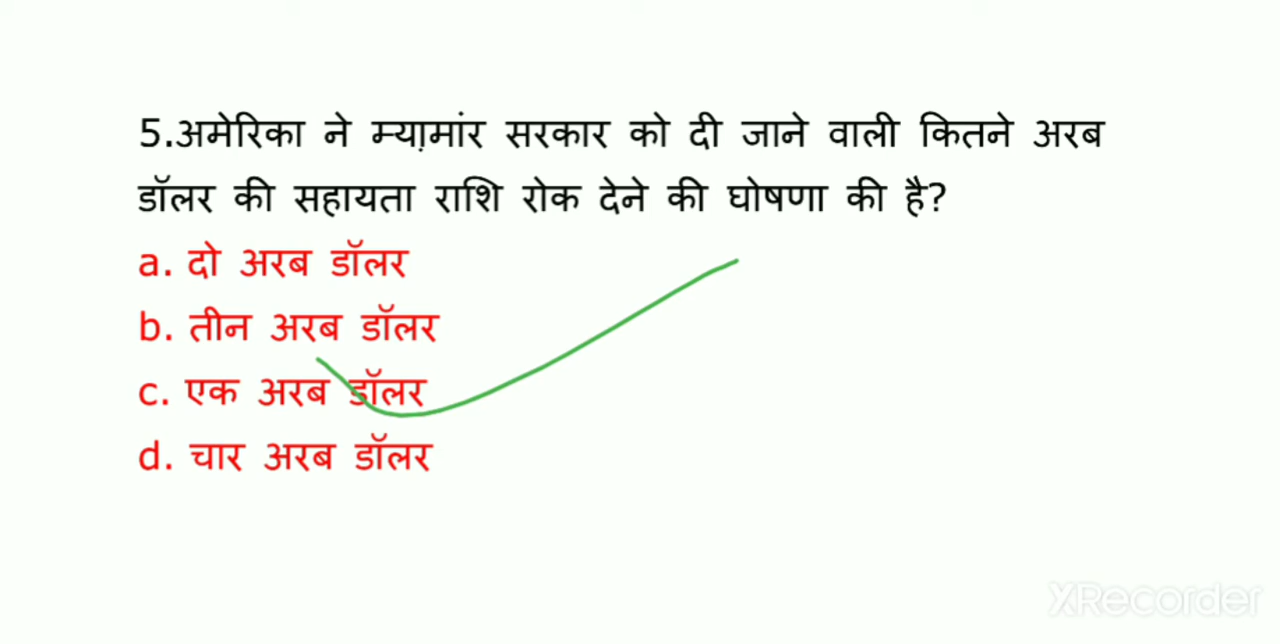 5.अमेरिका ने म्या़मांर सरकार को दी जाने वाली कितने अरब
डॉलर की सहायता राशि रोक देने की घोषणा की है?
a. दो अरब डॉलर
b. तीन अरब डॉलर
c. एक अरब डॉलर
d. चार अरब डॉलर
XRecorder